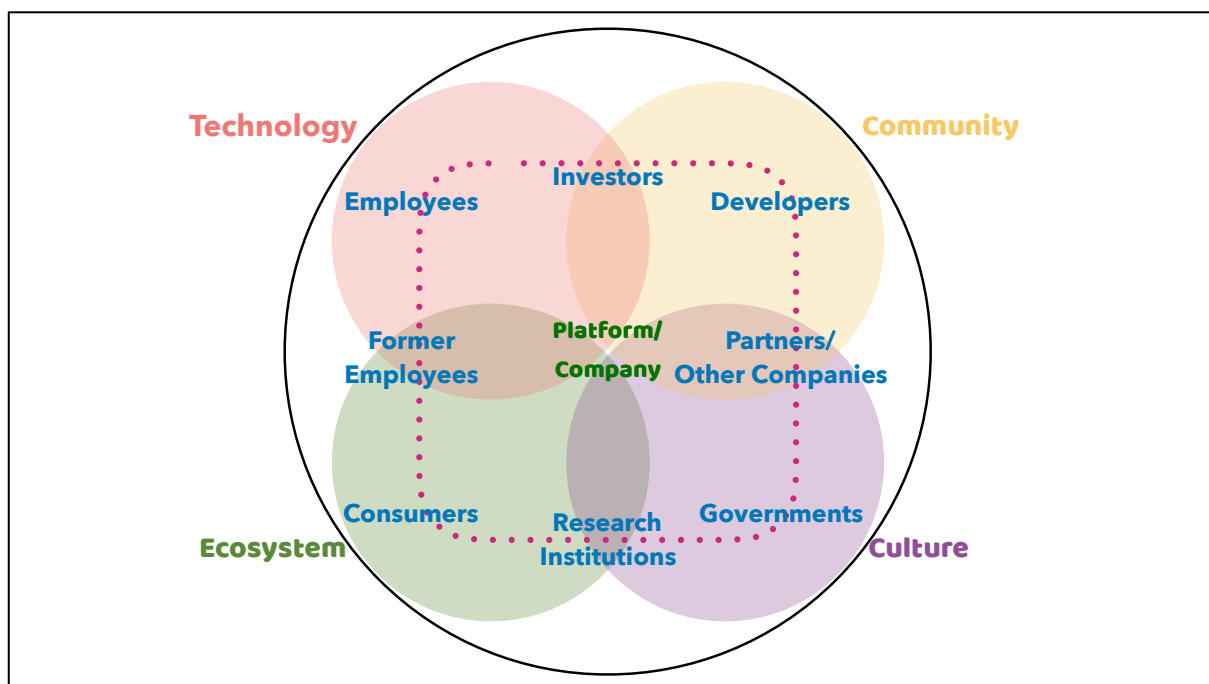 Technology
Community
Investors
Employees
Developers
Platform/
Company
Former
Employees
Partners/
Other Companies
Consumers
Research
Institutions
Governments
Ecosystem
Culture